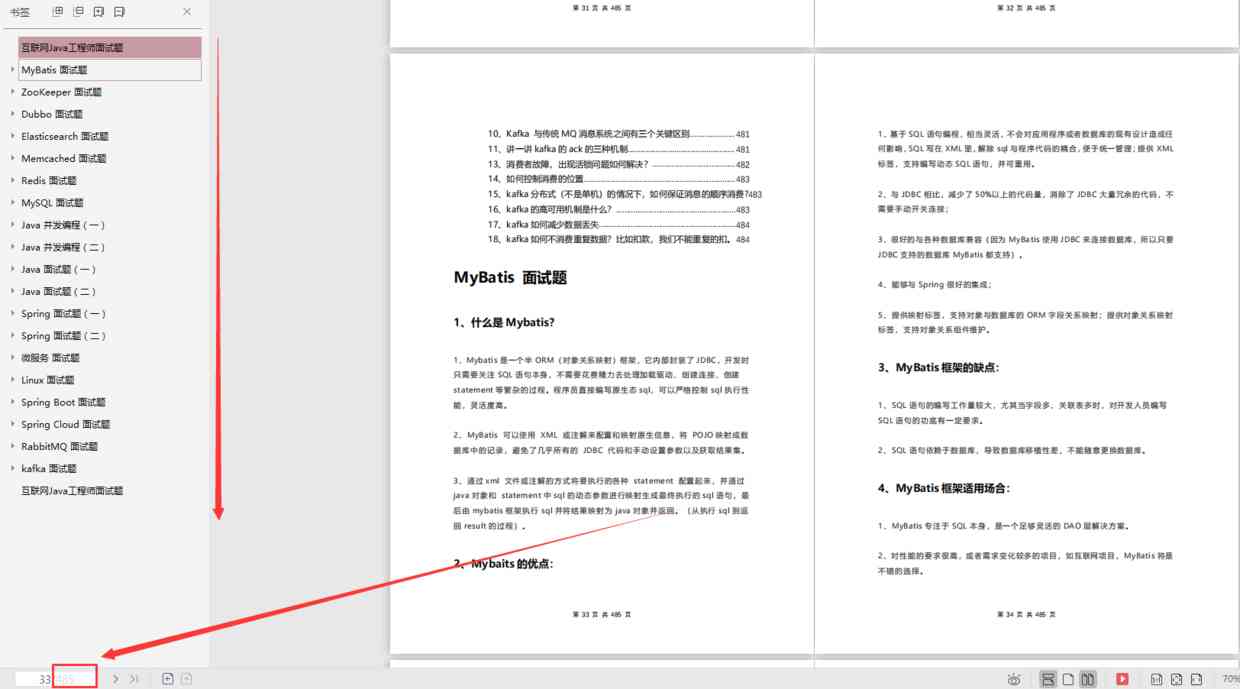 书签
互联网Java工程师面试题
MyBatis 面试题
ZooKeeper 面试题
Dubbo 面试题
Elasticsearch 面试题
Memcached 面试题
Redis 面试题
MySQL 面试题
Java 并发编程 ( 一 )
Java 并发编程 ( 二 )
Java 面试题 ( 一 )
Java 面试题 ( 二 )
Spring 面试题 ( 一 )
Spring 面试题 ( 二 )
微服务 面试题
Linux 面试题
Spring Boot 面试题
Spring Cloud 面试题
RabbitMQ 面试题
kafka 面试题
互联网Java工程师面试题
第 31 页 共 485 页
10、Kafka 与传统 MQ 消息系统之间有三个关键区别..................481
11、讲一讲 kafka 的 ack 的三种机制..........................................481
13、消费者故障，出现活锁问题如何解决？..................................482
14、如何控制消费的位置..........................................................483
15、kafka 分布式（不是单机）的情况下，如何保证消息的顺序消费?483
16、kafka 的高可用机制是什么？..............................................483
17、kafka 如何减少数据丢失.....................................................484
18、kafka 如何不消费重复数据？比如扣款，我们不能重复的扣。484
MyBatis 面试题
1、什么是 Mybatis?
1、Mybatis 是一个半 ORM（对象关系映射）框架，它内部封装了 JDBC，开发时
只需要关注 SQL 语句本身，不需要花费精力去处理加载驱动、创建连接、创建
statement 等繁杂的过程。程序员直接编写原生态 sql，可以严格控制 sql 执行性
能，灵活度高。
2、MyBatis 可以使用 XML 或注解来配置和映射原生信息，将 POJO 映射成数
据库中的记录，避免了几乎所有的 JDBC 代码和手动设置参数以及获取结果集。
3、通过 xml 文件或注解的方式将要执行的各种 statement 配置起来，并通过
java 对象和 statement 中 sql 的动态参数进行映射生成最终执行的 sql 语句，最
后由 mybatis 框架执行 sql 并将结果映射为 java 对象并返回。（从执行 sql 到返
回 result 的过程）。
2、Mybaits 的优点：
第 33 页 共 485 页
第 32 页 共 485 页
1、基于 SQL 语句编程，相当灵活，不会对应用程序或者数据库的现有设计造成任
何影响，SQL 写在 XML 里，解除 sql 与程序代码的耦合，便于统一管理；提供 XML
标签，支持编写动态 SQL 语句，并可重用。
2、与 JDBC 相比，减少了 50%以上的代码量，消除了 JDBC 大量冗余的代码，不
需要手动开关连接；
3、很好的与各种数据库兼容（因为 MyBatis 使用 JDBC 来连接数据库，所以只要
JDBC 支持的数据库 MyBatis 都支持）。
4、能够与 Spring 很好的集成；
5、提供映射标签，支持对象与数据库的 ORM 字段关系映射；提供对象关系映射
标签，支持对象关系组件维护。
3、MyBatis 框架的缺点：
1、SQL 语句的编写工作量较大，尤其当字段多、关联表多时，对开发人员编写
SQL 语句的功底有一定要求。
2、SQL 语句依赖于数据库，导致数据库移植性差，不能随意更换数据库。
4、MyBatis 框架适用场合：
1、MyBatis 专注于 SQL 本身，是一个足够灵活的 DAO 层解决方案。
2、对性能的要求很高，或者需求变化较多的项目，如互联网项目，MyBatis 将是
不错的选择。
第 34 页 共 485 页
33/485
70%